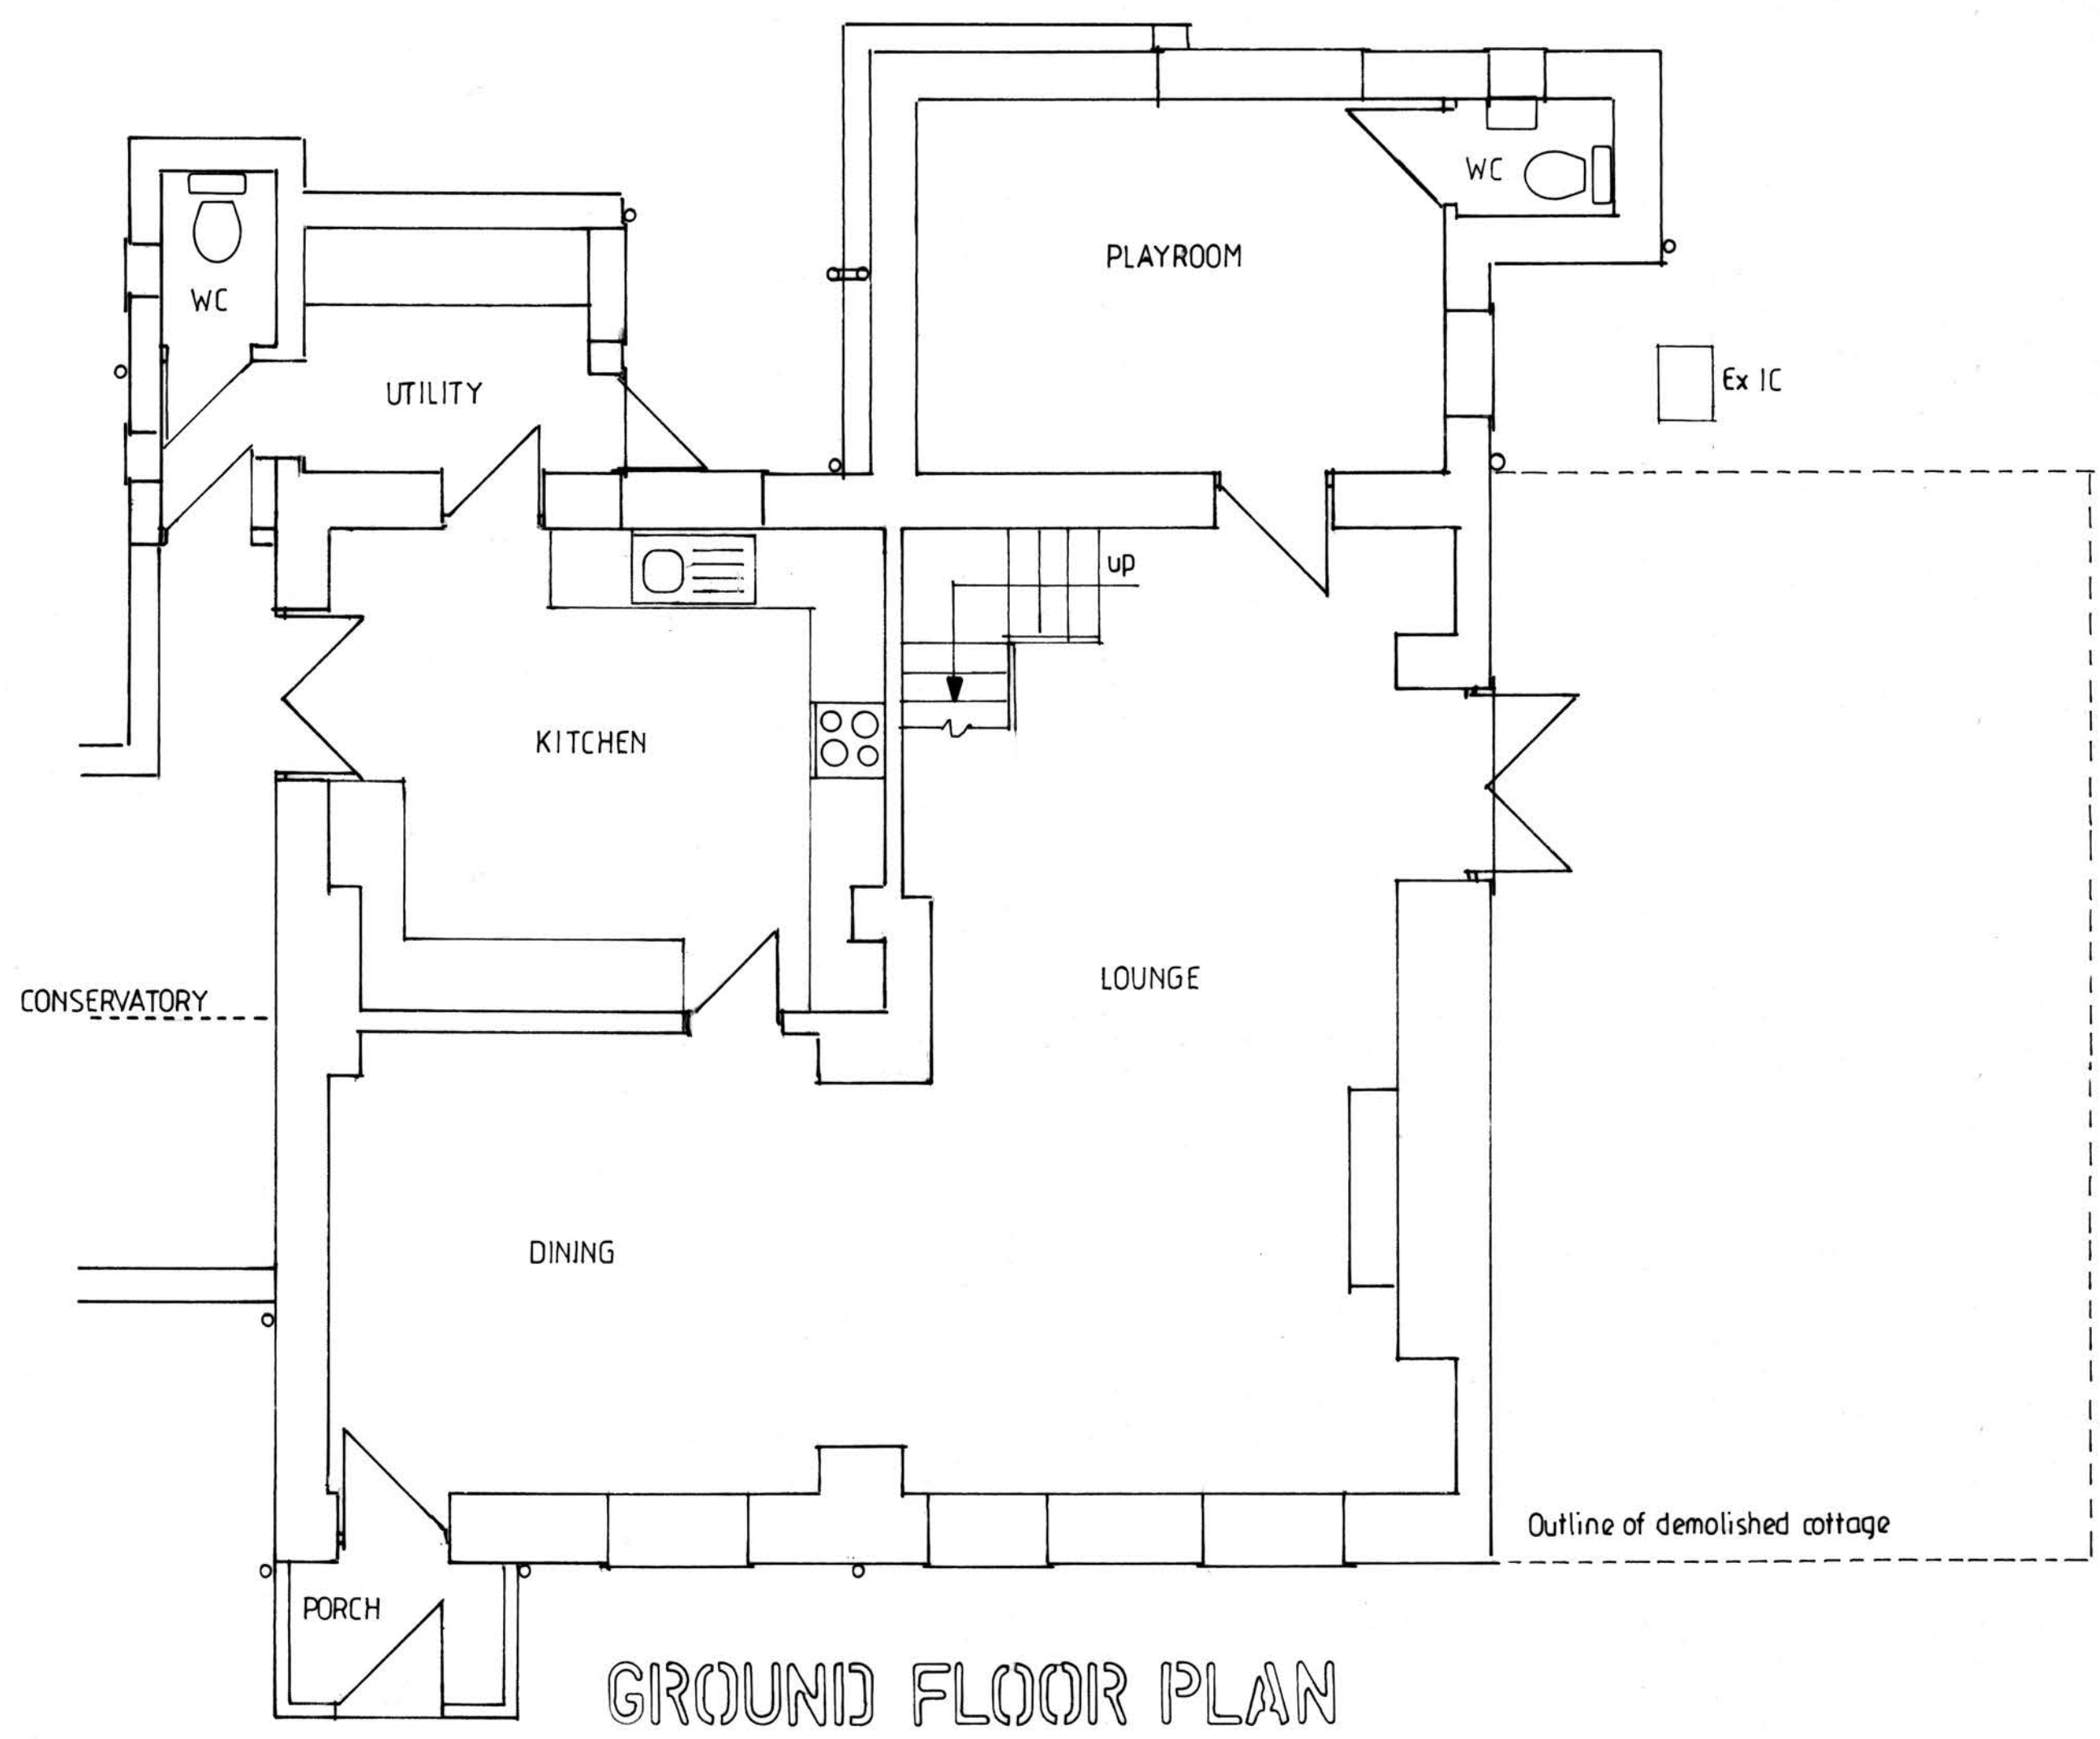 WC
PLAYROOM
WC
Ex IC
UTILITY
up
KITCHEN
LOUNGE
CONSERVATORY
DINING
Outline of demolished cottage
PORCH
GROUND FLOOR PLAN